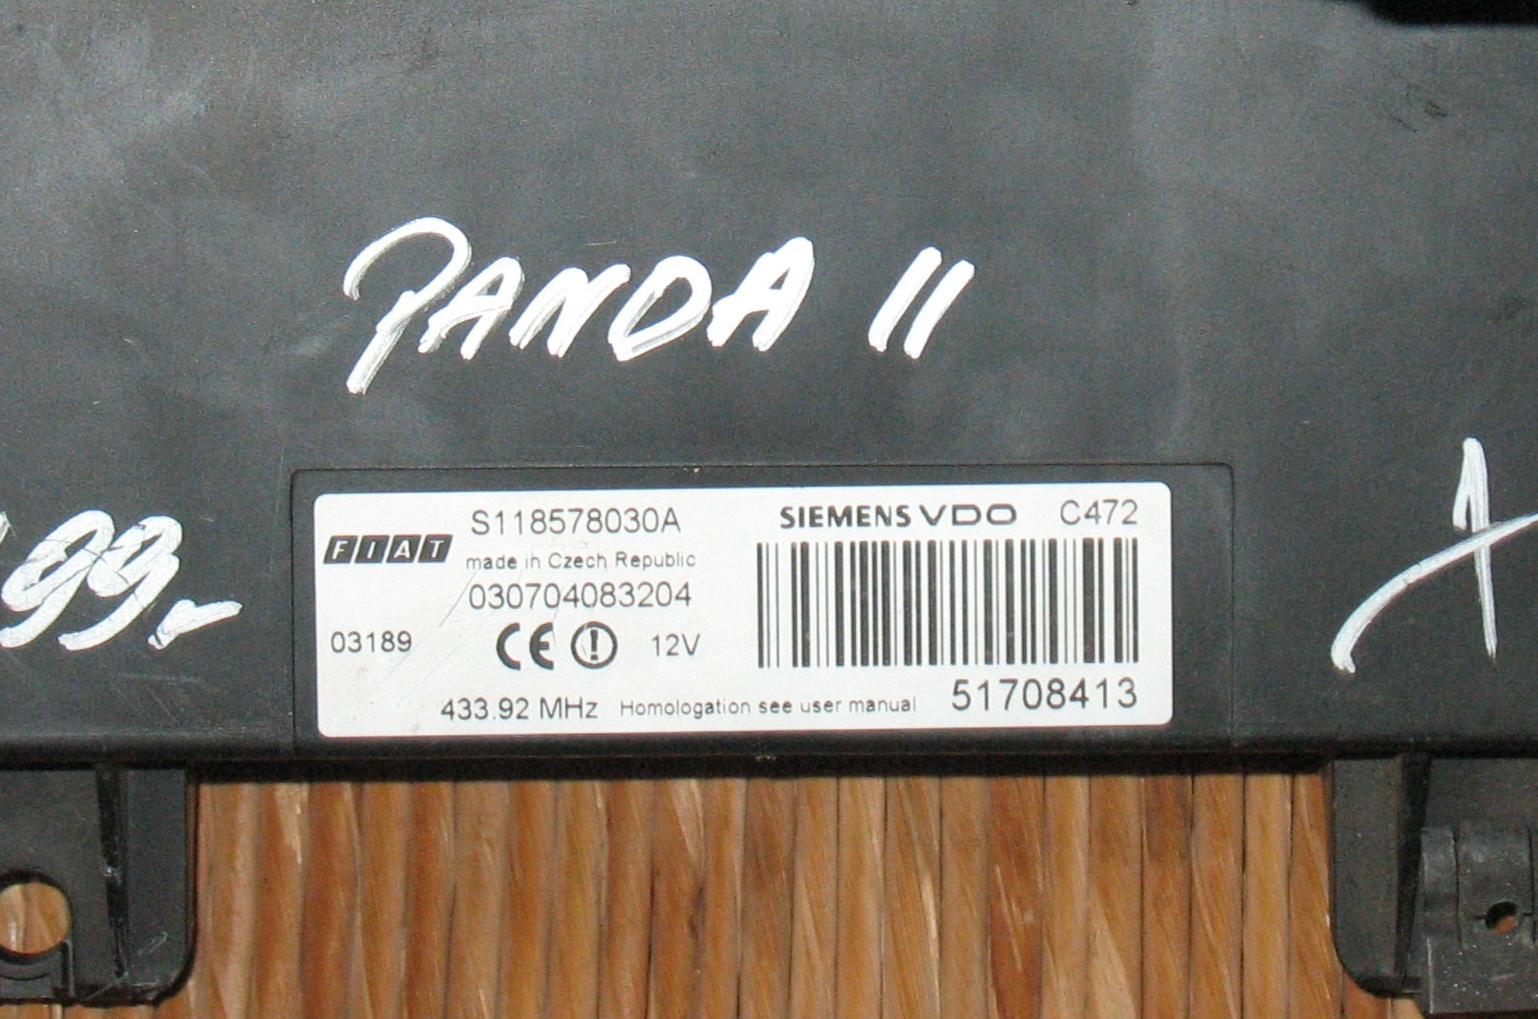 PANDA II
99,-
FIAT
S118578030A
made in Czech Republic
030704083204
03189
CE
12V
433.92 MHz
Homologation see user manual
SIEMENS VDO
C472
51708413